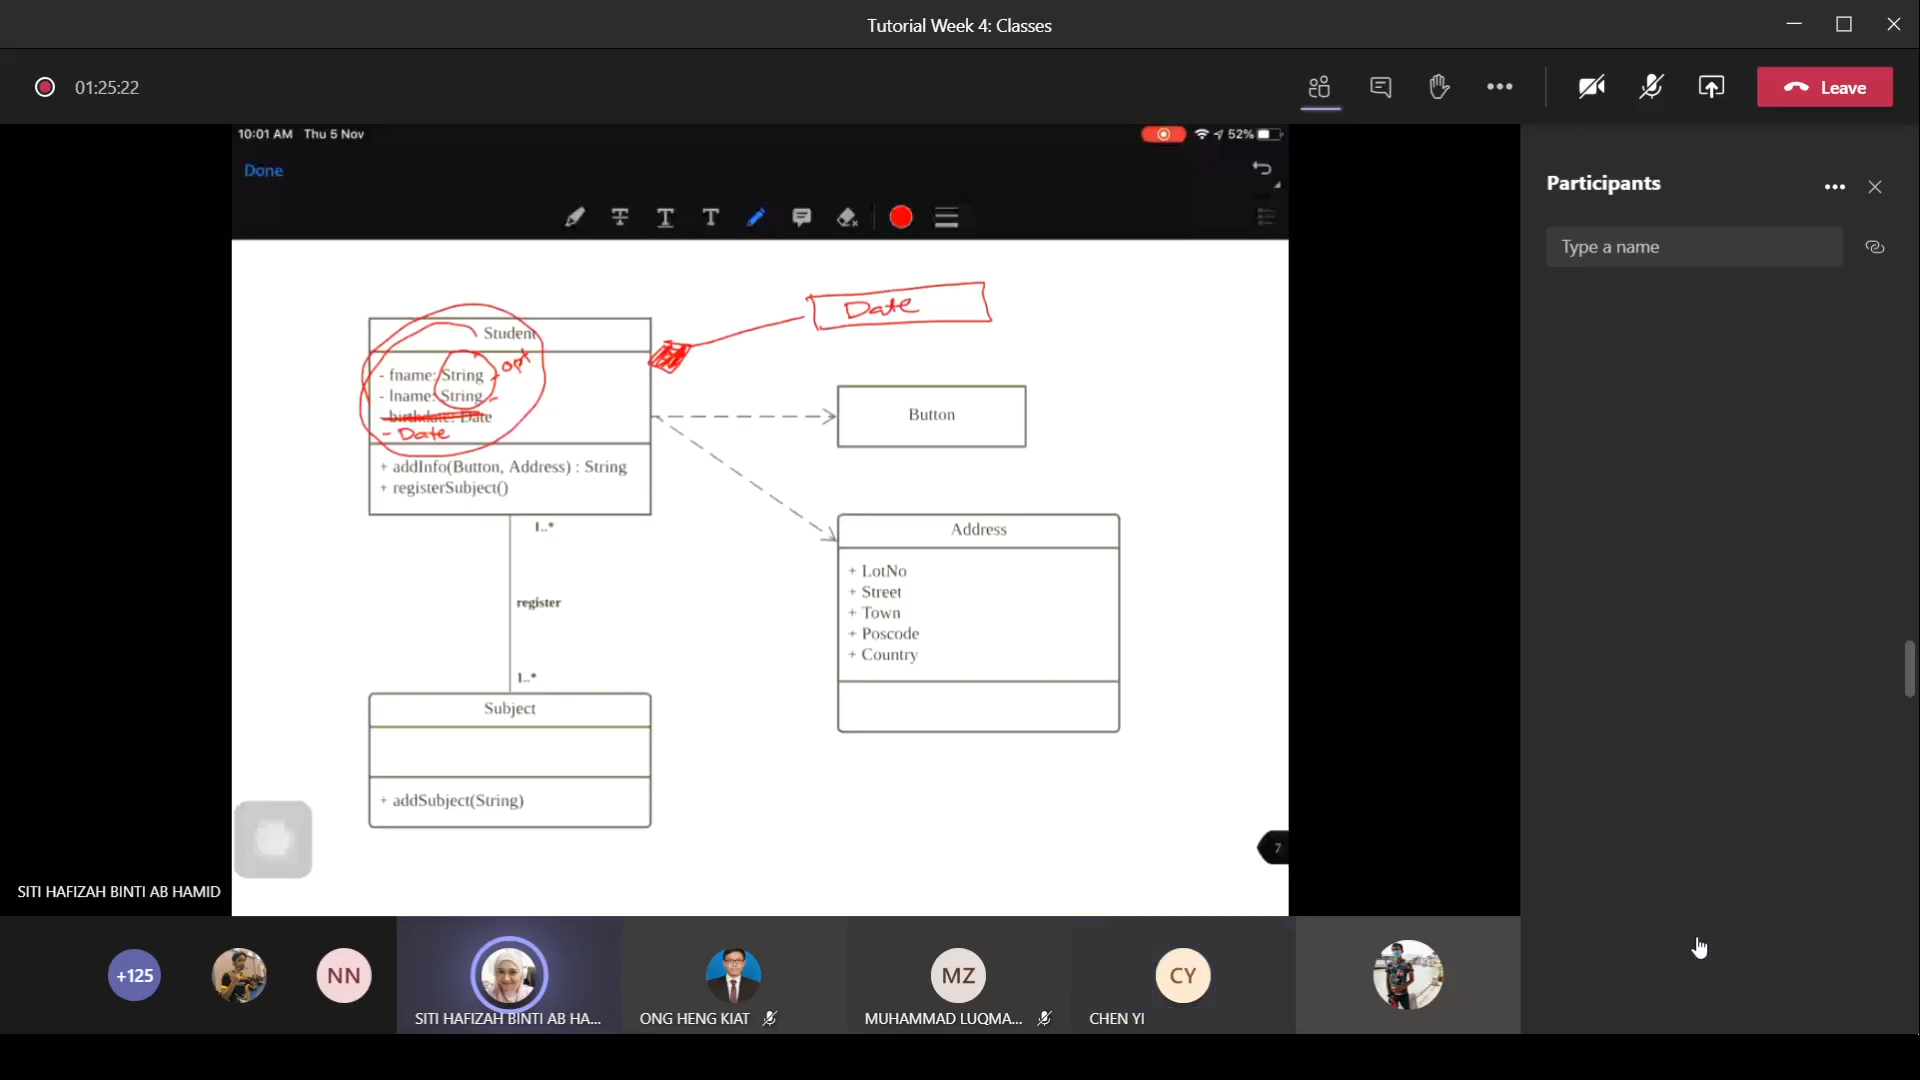 Tutorial Week 4: Classes
01:25:22
Leave
10:01 AM Thu 5 Nov
52%
Done
Participants
Type a name
Date
Student
- fname: String
opt
- lname: String
- birthdate: Date
- Date
+ addInfo(Button, Address) : String
+ registerSubject()
Button
1..*
register
1..*
Address
+ LotNo
+ Street
+ Town
+ Poscode
+ Country
Subject
+ addSubject(String)
7
SITI HAFIZAH BINTI AB HAMID
+125
NN
MZ
CY
SITI HAFIZAH BINTI AB HA...
ONG HENG KIAT
MUHAMMAD LUQMA...
CHEN YI